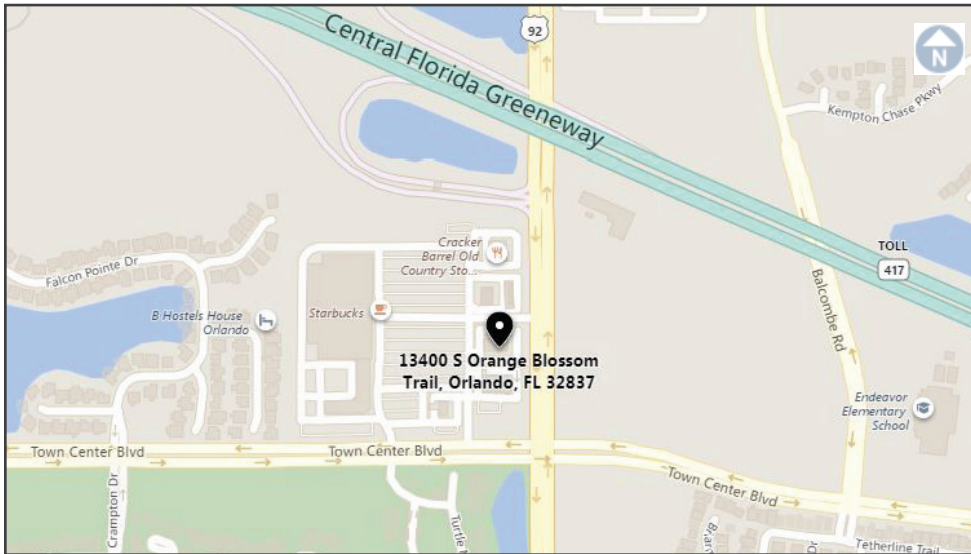 92
N
Central Florida Greeneway
Kempton Chase Pkwy
TOLL
417
Cracker
Barrel Old
Country Sto...
Falcon Pointe Dr
B Hostels House
Orlando
Starbucks
Balcombe Rd
13400 S Orange Blossom
Trail, Orlando, FL 32837
Endeavor
Elementary
School
Town Center Blvd
Town Center Blvd
Town Center Blvd
Crampton Dr
Turtle
Dr
Tetherline Trail